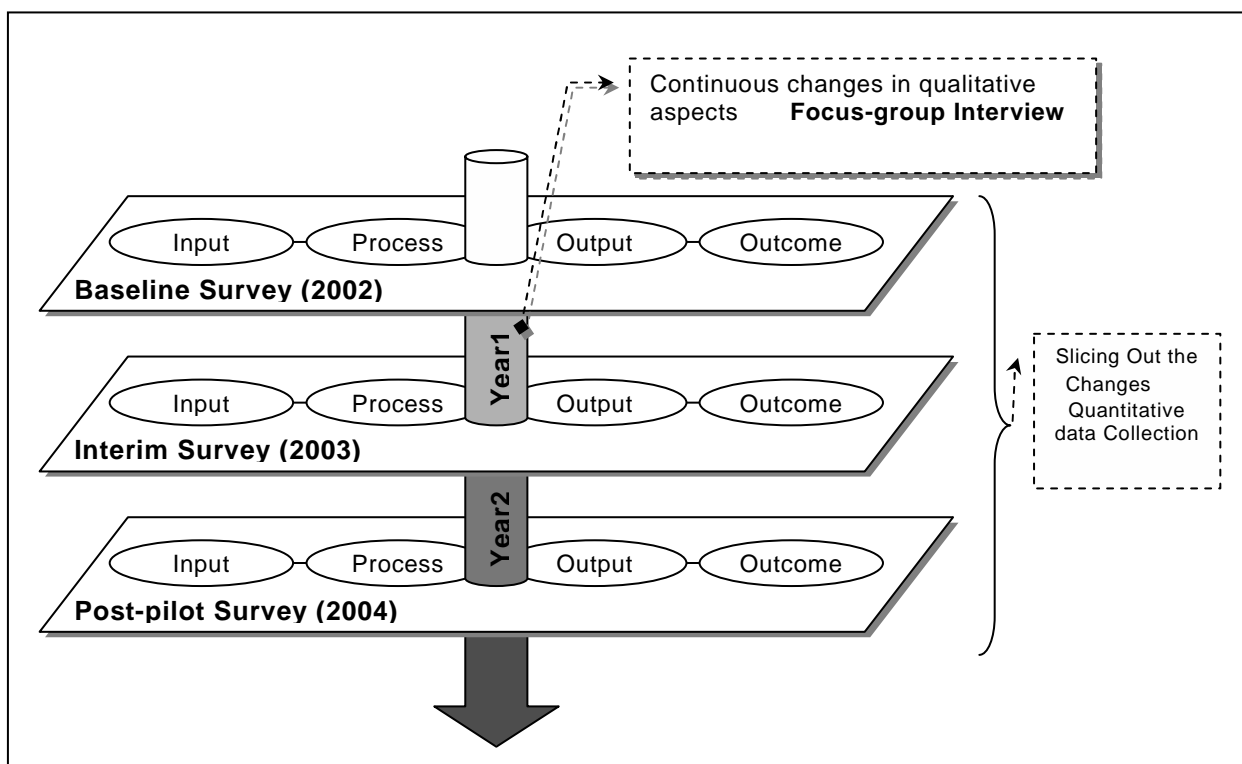 Continuous changes in qualitative
aspects Focus-group Interview
Input Process Output Outcome
Baseline Survey (2002)
Year1
Slicing Out the
Changes
Quantitative
data Collection
Input Process Output Outcome
Interim Survey (2003)
Year2
Input Process Output Outcome
Post-pilot Survey (2004)